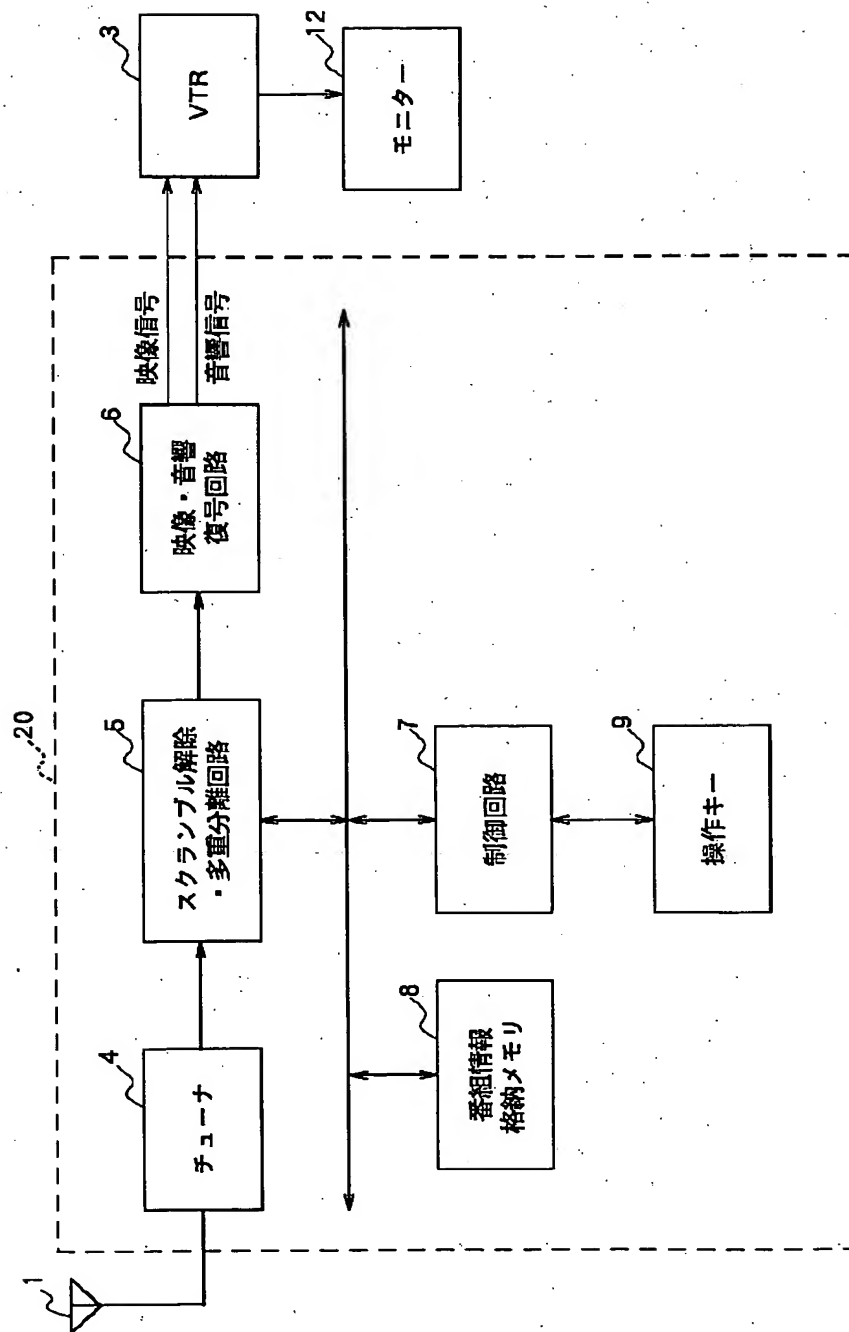 1
20
4
チューナ
5
スクランブル解除
・多重分離回路
6
映像・音響
復号回路
映像信号
音響信号
3
VTR
12
モニター
8
番組情報
格納メモリ
7
制御回路
9
操作キー